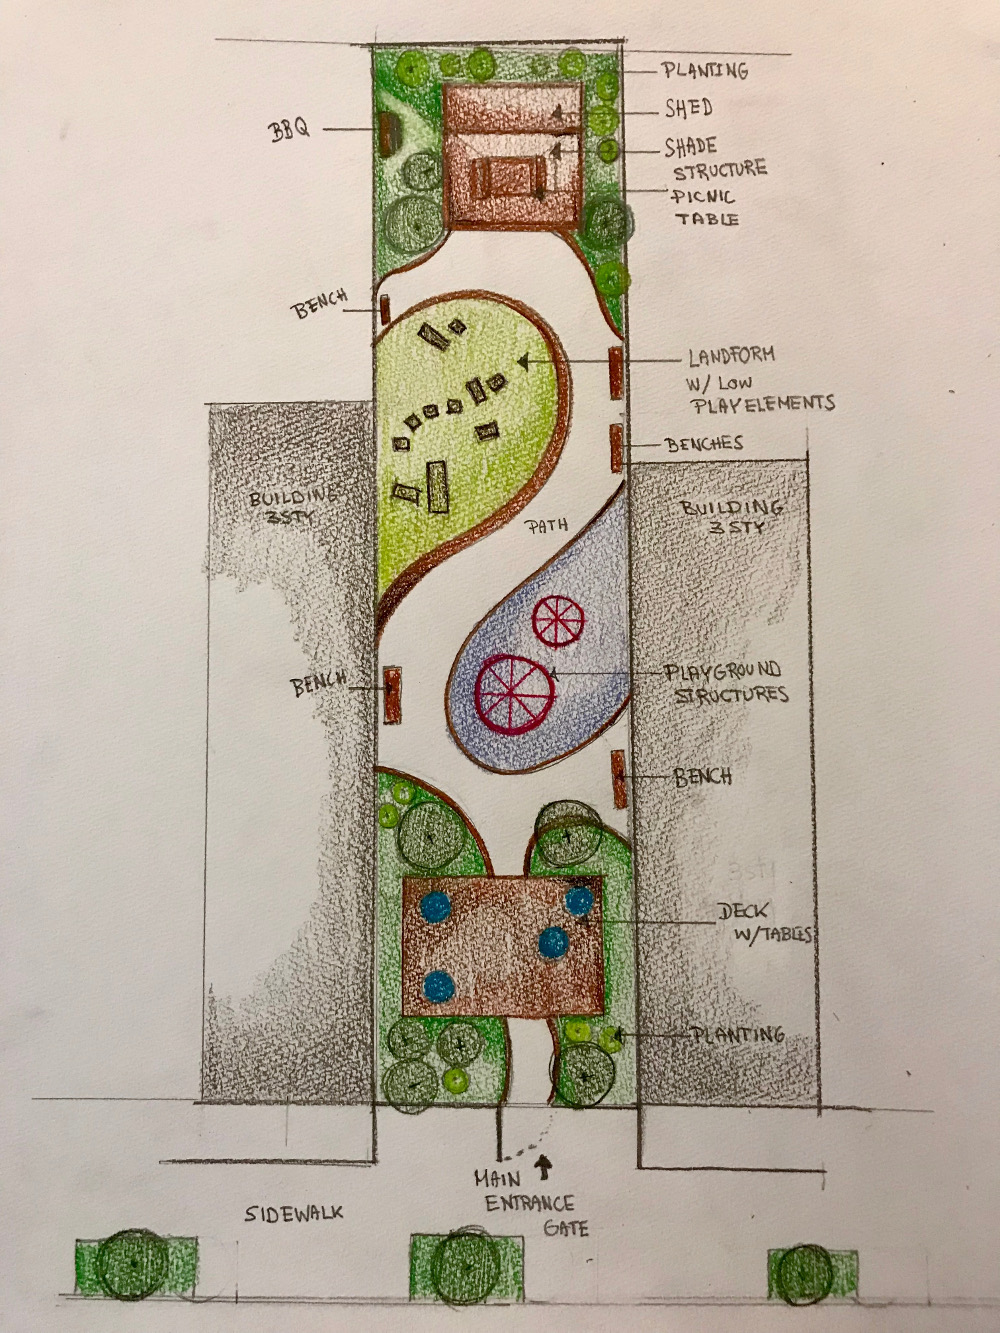 PLANTING
SHED
BBQ
SHADE
STRUCTURE
PICNIC
TABLE
BENCH
LANDFORM
W/ LOW
PLAY ELEMENTS
BENCHES
BUILDING
3STY
BUILDING
3STY
PATH
BENCH
PLAYGROUND
STRUCTURES
BENCH
3sty
DECK
W/TABLES
PLANTING
MAIN
ENTRANCE
GATE
SIDEWALK